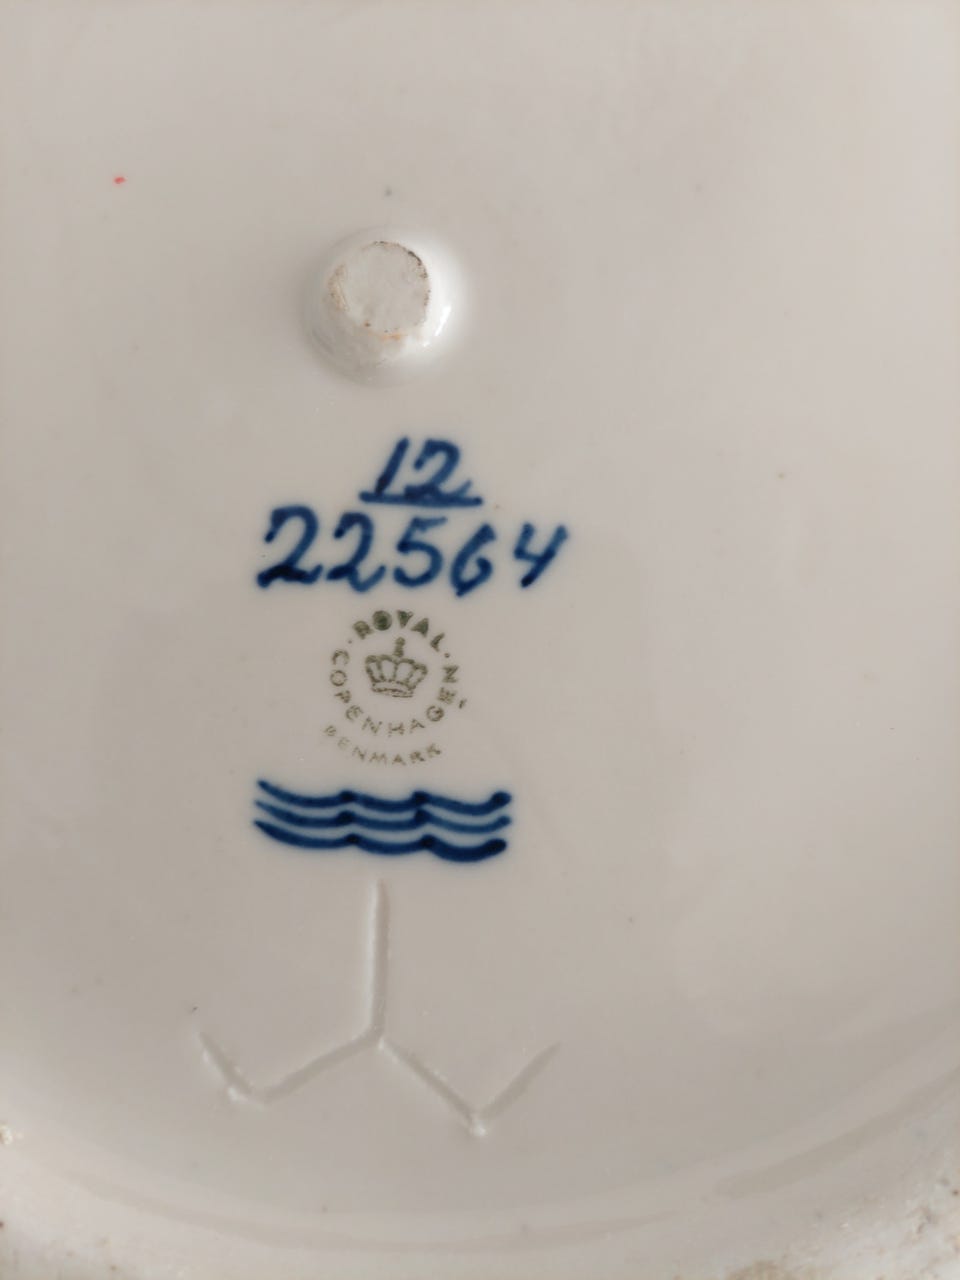 12
22564
ROYAL
COPENHAGEN
DENMARK